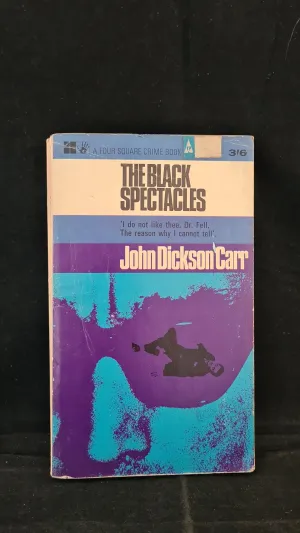 A FOUR SQUARE CRIME BOOK 3'6
THE BLACK
SPECTACLES
'I do not like thee, Dr. Fell,
The reason why I cannot tell'.
John Dickson Carr